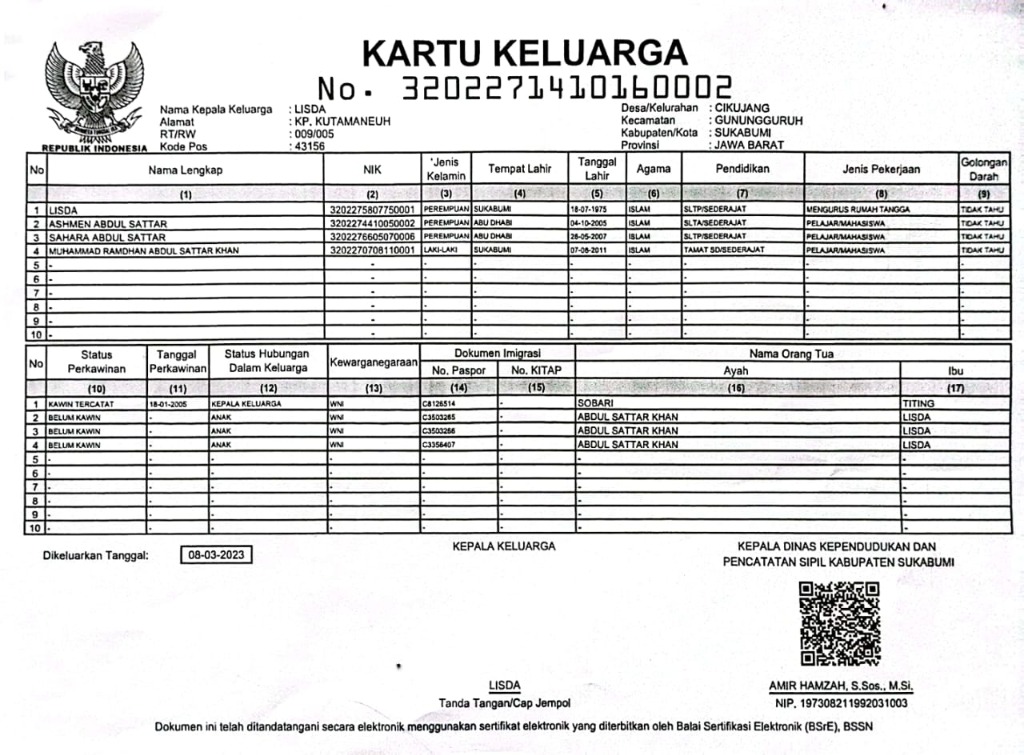 KARTU KELUARGA
No. 3202271410160002
REPUBLIK INDONESIA
Nama Kepala Keluarga : LISDA
Alamat : KP. KUTAMANEUH
RT/RW : 009/005
Kode Pos : 43156
Desa/Kelurahan : CIKUJANG
Kecamatan : GUNUNGGURUH
Kabupaten/Kota : SUKABUMI
Provinsi : JAWA BARAT
No Nama Lengkap NIK Jenis Kelamin Tempat Lahir Tanggal Lahir Agama Pendidikan Jenis Pekerjaan Golongan Darah
(1) (2) (3) (4) (5) (6) (7) (8) (9)
1 LISDA 3202275807750001 PEREMPUAN SUKABUMI 18-07-1975 ISLAM SLTP/SEDERAJAT MENGURUS RUMAH TANGGA TIDAK TAHU
2 ASHMEN ABDUL SATTAR 3202274410050002 PEREMPUAN ABU DHABI 04-10-2005 ISLAM SLTA/SEDERAJAT PELAJAR/MAHASISWA TIDAK TAHU
3 SAHARA ABDUL SATTAR 3202276605070006 PEREMPUAN ABU DHABI 26-05-2007 ISLAM SLTP/SEDERAJAT PELAJAR/MAHASISWA TIDAK TAHU
4 MUHAMMAD RAMDHAN ABDUL SATTAR KHAN 3202270708110001 LAKI-LAKI SUKABUMI 07-08-2011 ISLAM TAMAT SD/SEDERAJAT PELAJAR/MAHASISWA TIDAK TAHU
5 - - - - - - - - -
6 - - - - - - - - -
7 - - - - - - - - -
8 - - - - - - - - -
9 - - - - - - - - -
10 - - - - - - - - -
No Status Perkawinan Tanggal Perkawinan Status Hubungan Dalam Keluarga Kewarganegaraan Dokumen Imigrasi Nama Orang Tua
No. Paspor No. KITAP Ayah Ibu
(10) (11) (12) (13) (14) (15) (16) (17)
1 KAWIN TERCATAT 18-01-2005 KEPALA KELUARGA WNI C8126514 - SOBARI TITING
2 BELUM KAWIN - ANAK WNI C3503265 - ABDUL SATTAR KHAN LISDA
3 BELUM KAWIN - ANAK WNI C3503266 - ABDUL SATTAR KHAN LISDA
4 BELUM KAWIN - ANAK WNI C3356407 - ABDUL SATTAR KHAN LISDA
5 - - - - - - - -
6 - - - - - - - -
7 - - - - - - - -
8 - - - - - - - -
9 - - - - - - - -
10 - - - - - - - -
Dikeluarkan Tanggal: 08-03-2023
KEPALA KELUARGA
KEPALA DINAS KEPENDUDUKAN DAN
PENCATATAN SIPIL KABUPATEN SUKABUMI
LISDA
Tanda Tangan/Cap Jempol
AMIR HAMZAH, S.Sos., M.Si.
NIP. 197308211992031003
Dokumen ini telah ditandatangani secara elektronik menggunakan sertifikat elektronik yang diterbitkan oleh Balai Sertifikasi Elektronik (BSrE), BSSN